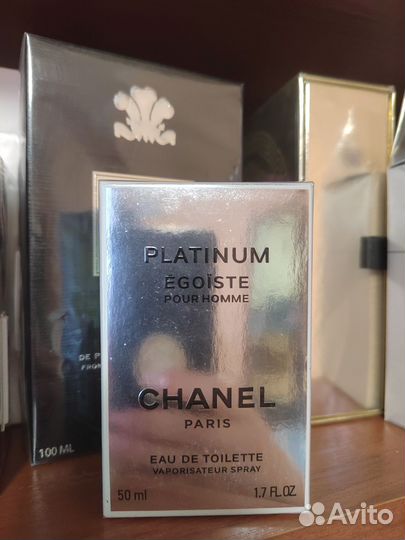 PLATINUM
ÉGOÏSTE
POUR HOMME
CHANEL
PARIS
EAU DE TOILETTE
VAPORISATEUR SPRAY
50 ml 1.7 FL.OZ.
100 ML
Avito